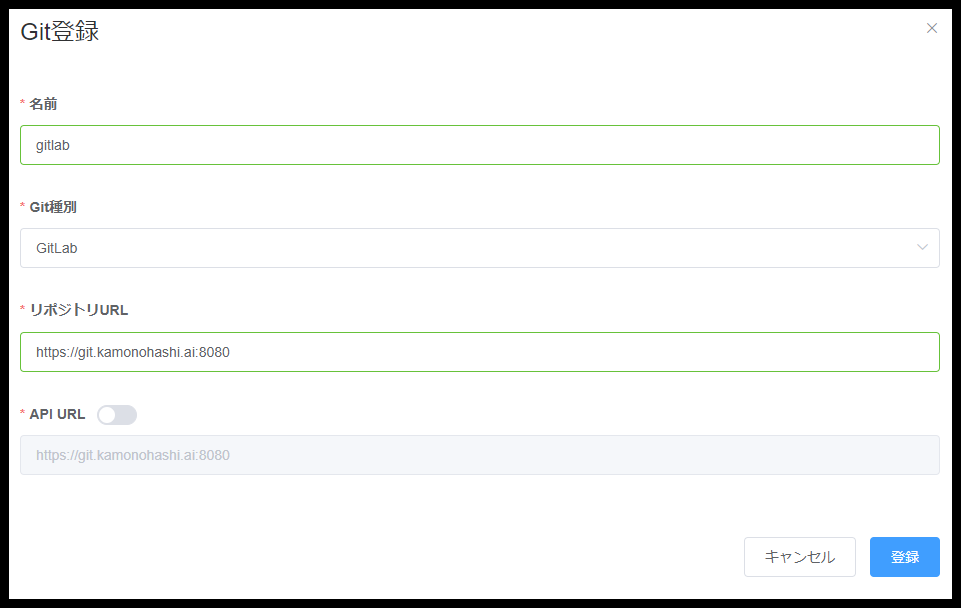 Git登録
* 名前
gitlab
* Git種別
GitLab
* リポジトリURL
https://git.kamonohashi.ai:8080
* API URL
https://git.kamonohashi.ai:8080
キャンセル 登録